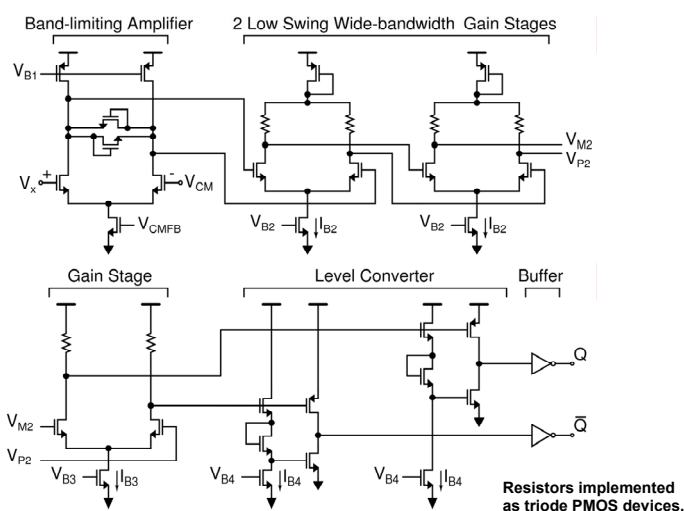 Band-limiting Amplifier
2 Low Swing Wide-bandwidth Gain Stages
V_B1
V_x
+
-
V_CM
V_CMFB
V_B2
I_B2
V_B2
I_B2
V_M2
V_P2
Gain Stage
Level Converter
Buffer
V_M2
V_P2
V_B3
I_B3
V_B4
I_B4
V_B4
I_B4
Q
Q̅
Resistors implemented
as triode PMOS devices.